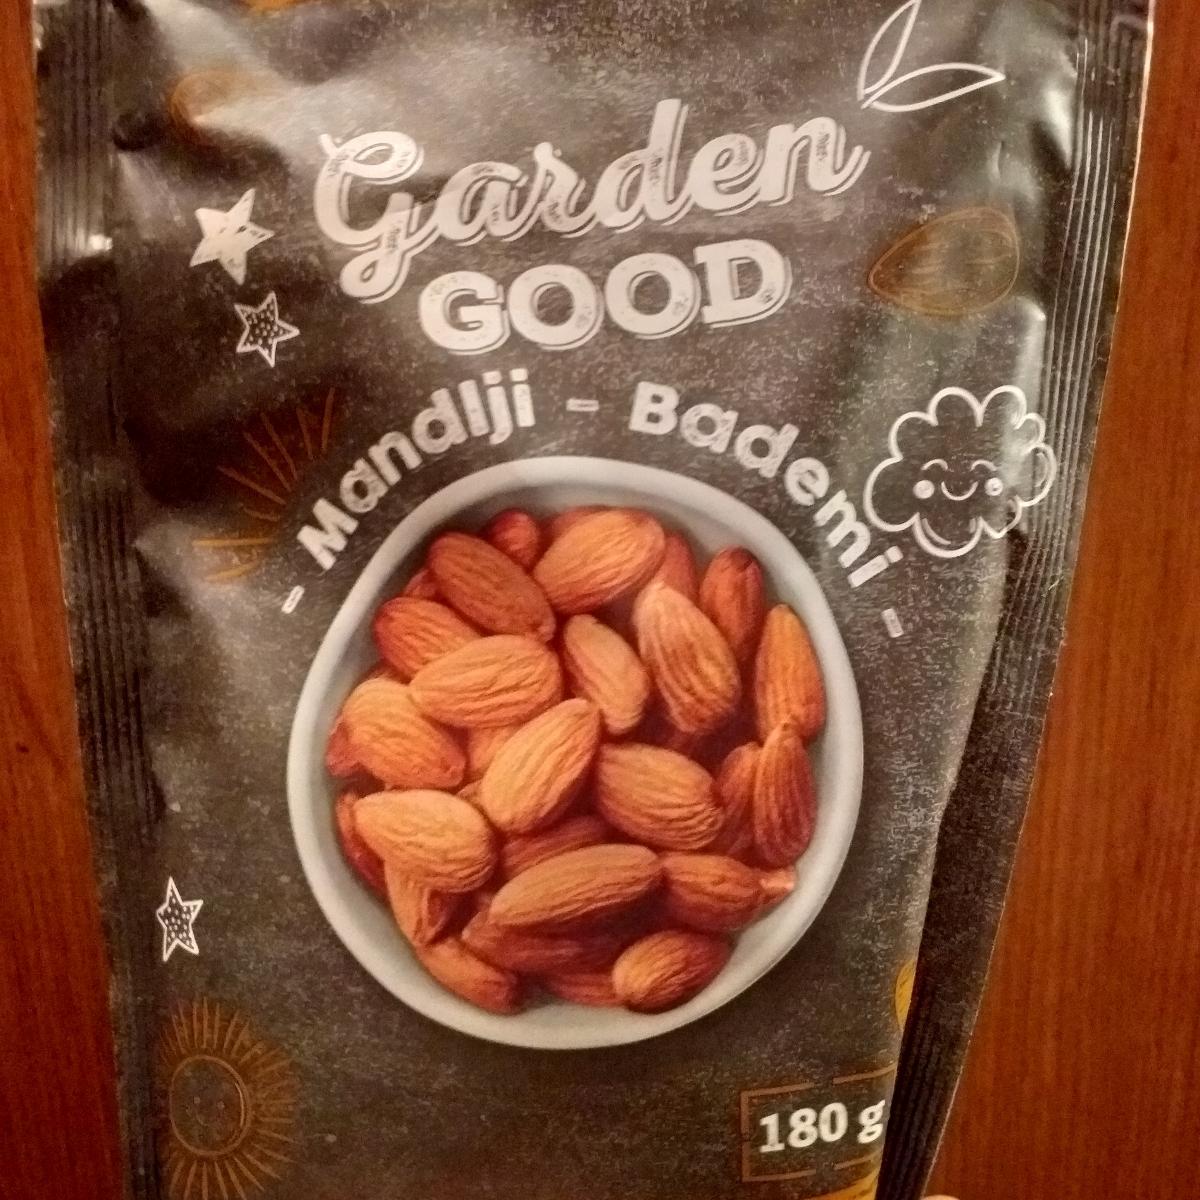 Garden
GOOD
- Mandlji - Bademi -
180 g